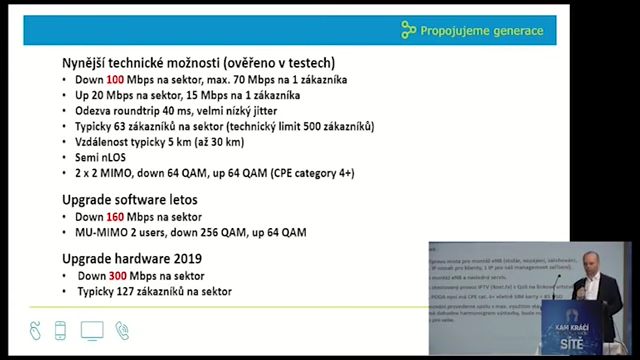 Propojujeme generace
Nynější technické možnosti (ověřeno v testech)
• Down 100 Mbps na sektor, max. 70 Mbps na 1 zákazníka
• Up 20 Mbps na sektor, 15 Mbps na 1 zákazníka
• Odezva roundtrip 40 ms, velmi nízký jitter
• Typicky 63 zákazníků na sektor (technický limit 500 zákazníků)
• Vzdálenost typicky 5 km (až 30 km)
• Semi nLOS
• 2 x 2 MIMO, down 64 QAM, up 64 QAM (CPE category 4+)
Upgrade software letos
• Down 160 Mbps na sektor
• MU-MIMO 2 users, down 256 QAM, up 64 QAM
Upgrade hardware 2019
• Down 300 Mbps na sektor
• Typicky 127 zákazníků na sektor
KAM KRÁČÍ
SÍTĚ